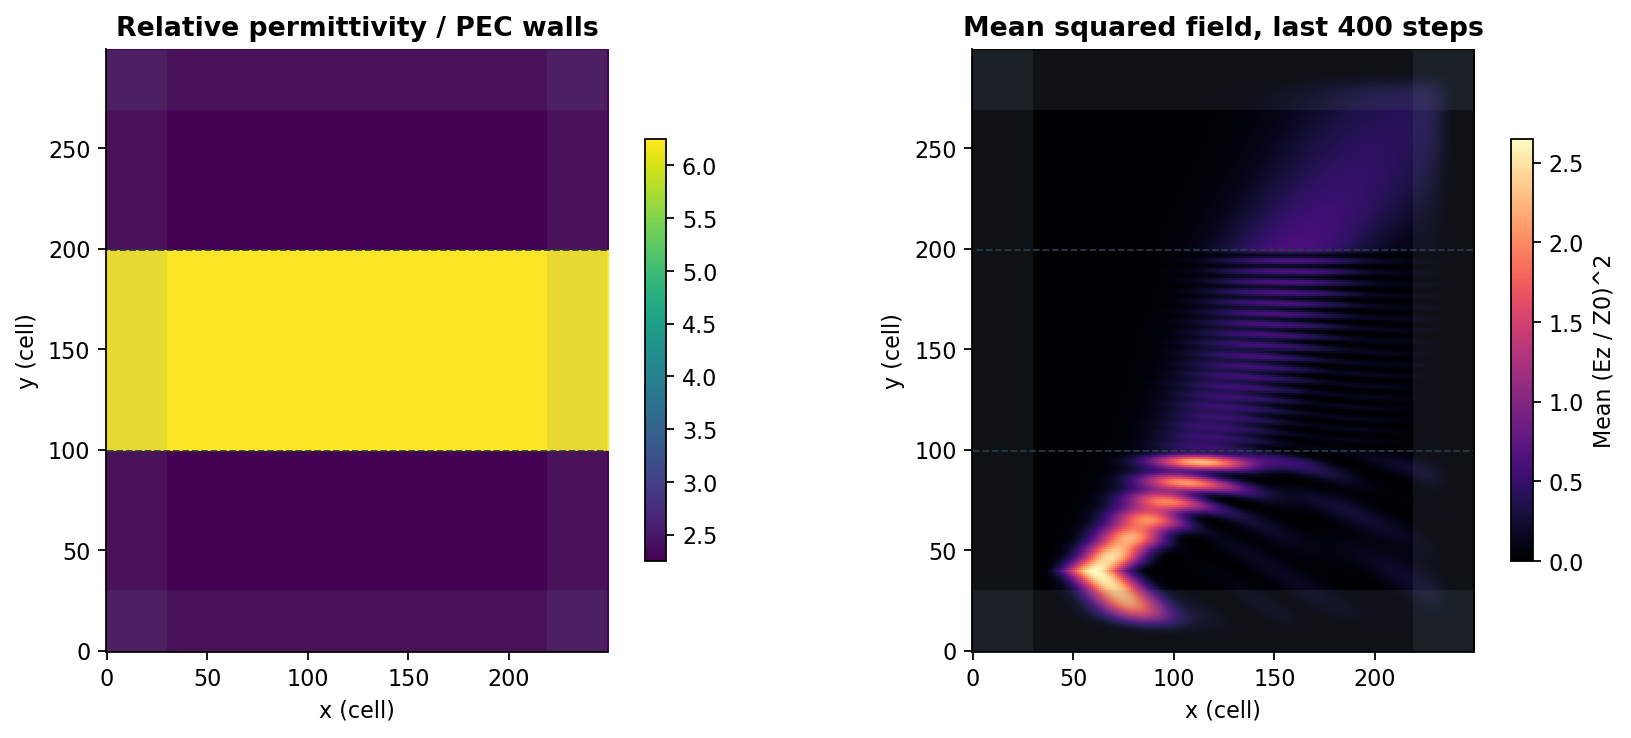 Relative permittivity / PEC walls
y (cell)
250
200
150
100
50
0
0 50 100 150 200
x (cell)
6.0
5.5
5.0
4.5
4.0
3.5
3.0
2.5
Mean squared field, last 400 steps
y (cell)
250
200
150
100
50
0
0 50 100 150 200
x (cell)
2.5
2.0
1.5
1.0
0.5
0.0
Mean (Ez / Z0)^2